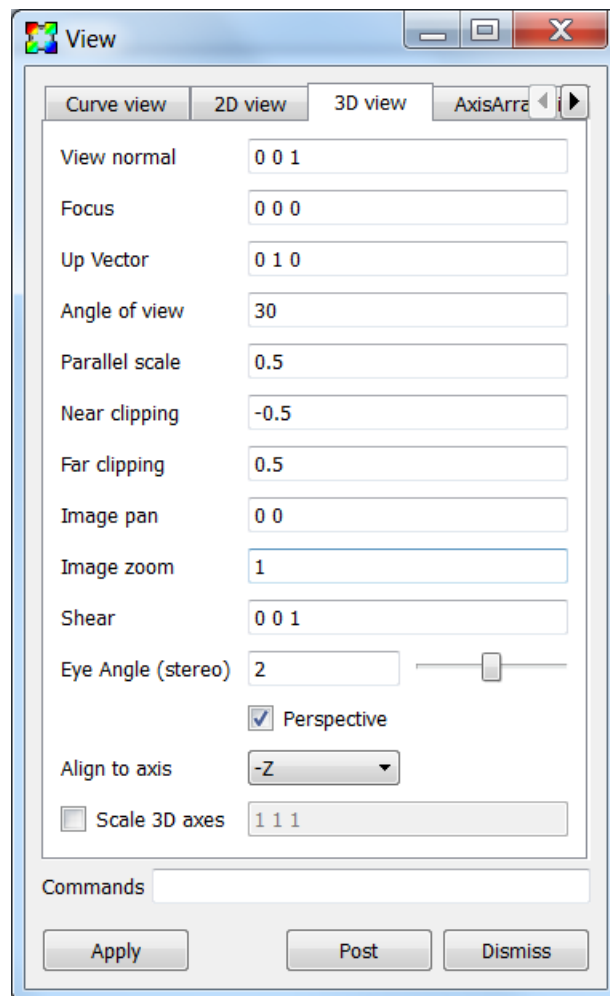 View
Curve view 2D view 3D view AxisArra
View normal 0 0 1
Focus 0 0 0
Up Vector 0 1 0
Angle of view 30
Parallel scale 0.5
Near clipping -0.5
Far clipping 0.5
Image pan 0 0
Image zoom 1
Shear 0 0 1
Eye Angle (stereo) 2
Perspective
Align to axis -Z
Scale 3D axes 1 1 1
Commands
Apply Post Dismiss